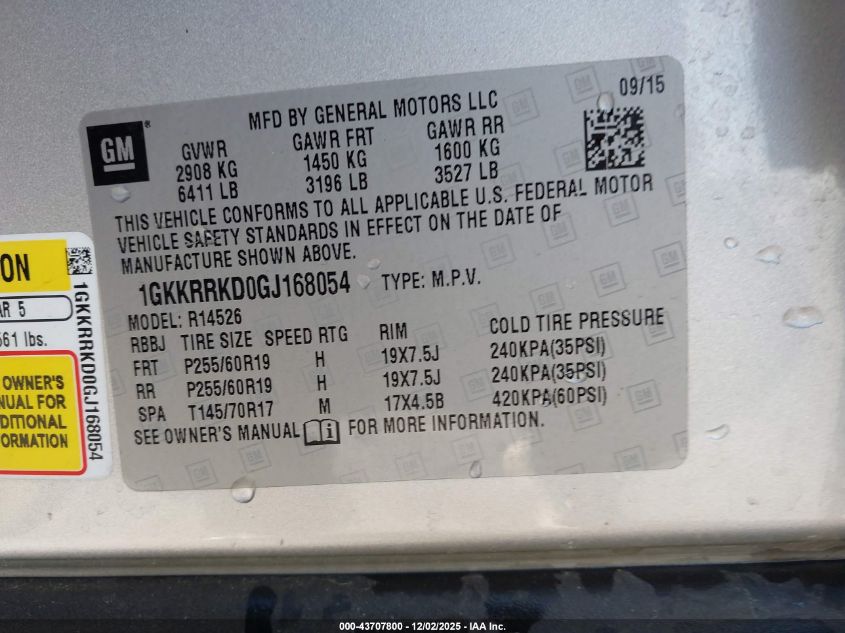 09/15
MFD BY GENERAL MOTORS LLC
GM
GVWR GAWR FRT GAWR RR
2908 KG 1450 KG 1600 KG
6411 LB 3196 LB 3527 LB
THIS VEHICLE CONFORMS TO ALL APPLICABLE U.S. FEDERAL MOTOR
VEHICLE SAFETY STANDARDS IN EFFECT ON THE DATE OF
MANUFACTURE SHOWN ABOVE.
1GKKRRKD0GJ168054 TYPE: M.P.V.
MODEL: R14526
RBBJ TIRE SIZE SPEED RTG RIM COLD TIRE PRESSURE
FRT P255/60R19 H 19X7.5J 240KPA(35PSI)
RR P255/60R19 H 19X7.5J 240KPA(35PSI)
SPA T145/70R17 M 17X4.5B 420KPA(60PSI)
SEE OWNER'S MANUAL i FOR MORE INFORMATION.
ON
AR 5
561 lbs.
OWNER'S
NUAL FOR
DITIONAL
FORMATION
1GKKRRKD0GJ168054
000-43707800 - 12/02/2025 - IAA Inc.